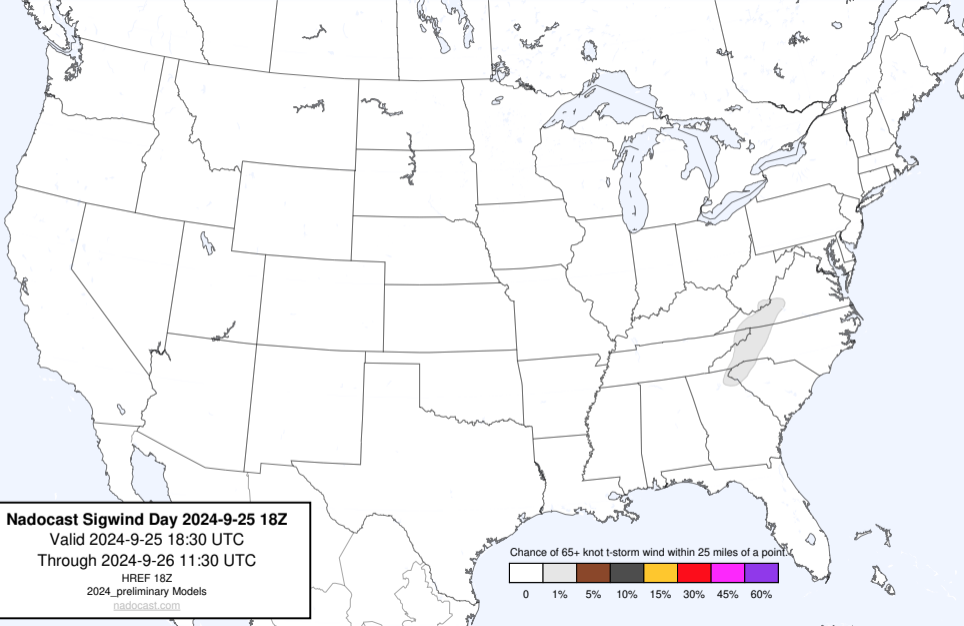 Nadocast Sigwind Day 2024-9-25 18Z
Valid 2024-9-25 18:30 UTC
Through 2024-9-26 11:30 UTC
HREF 18Z
2024_preliminary Models
nadocast.com
Chance of 65+ knot t-storm wind within 25 miles of a point.
0 1% 5% 10% 15% 30% 45% 60%